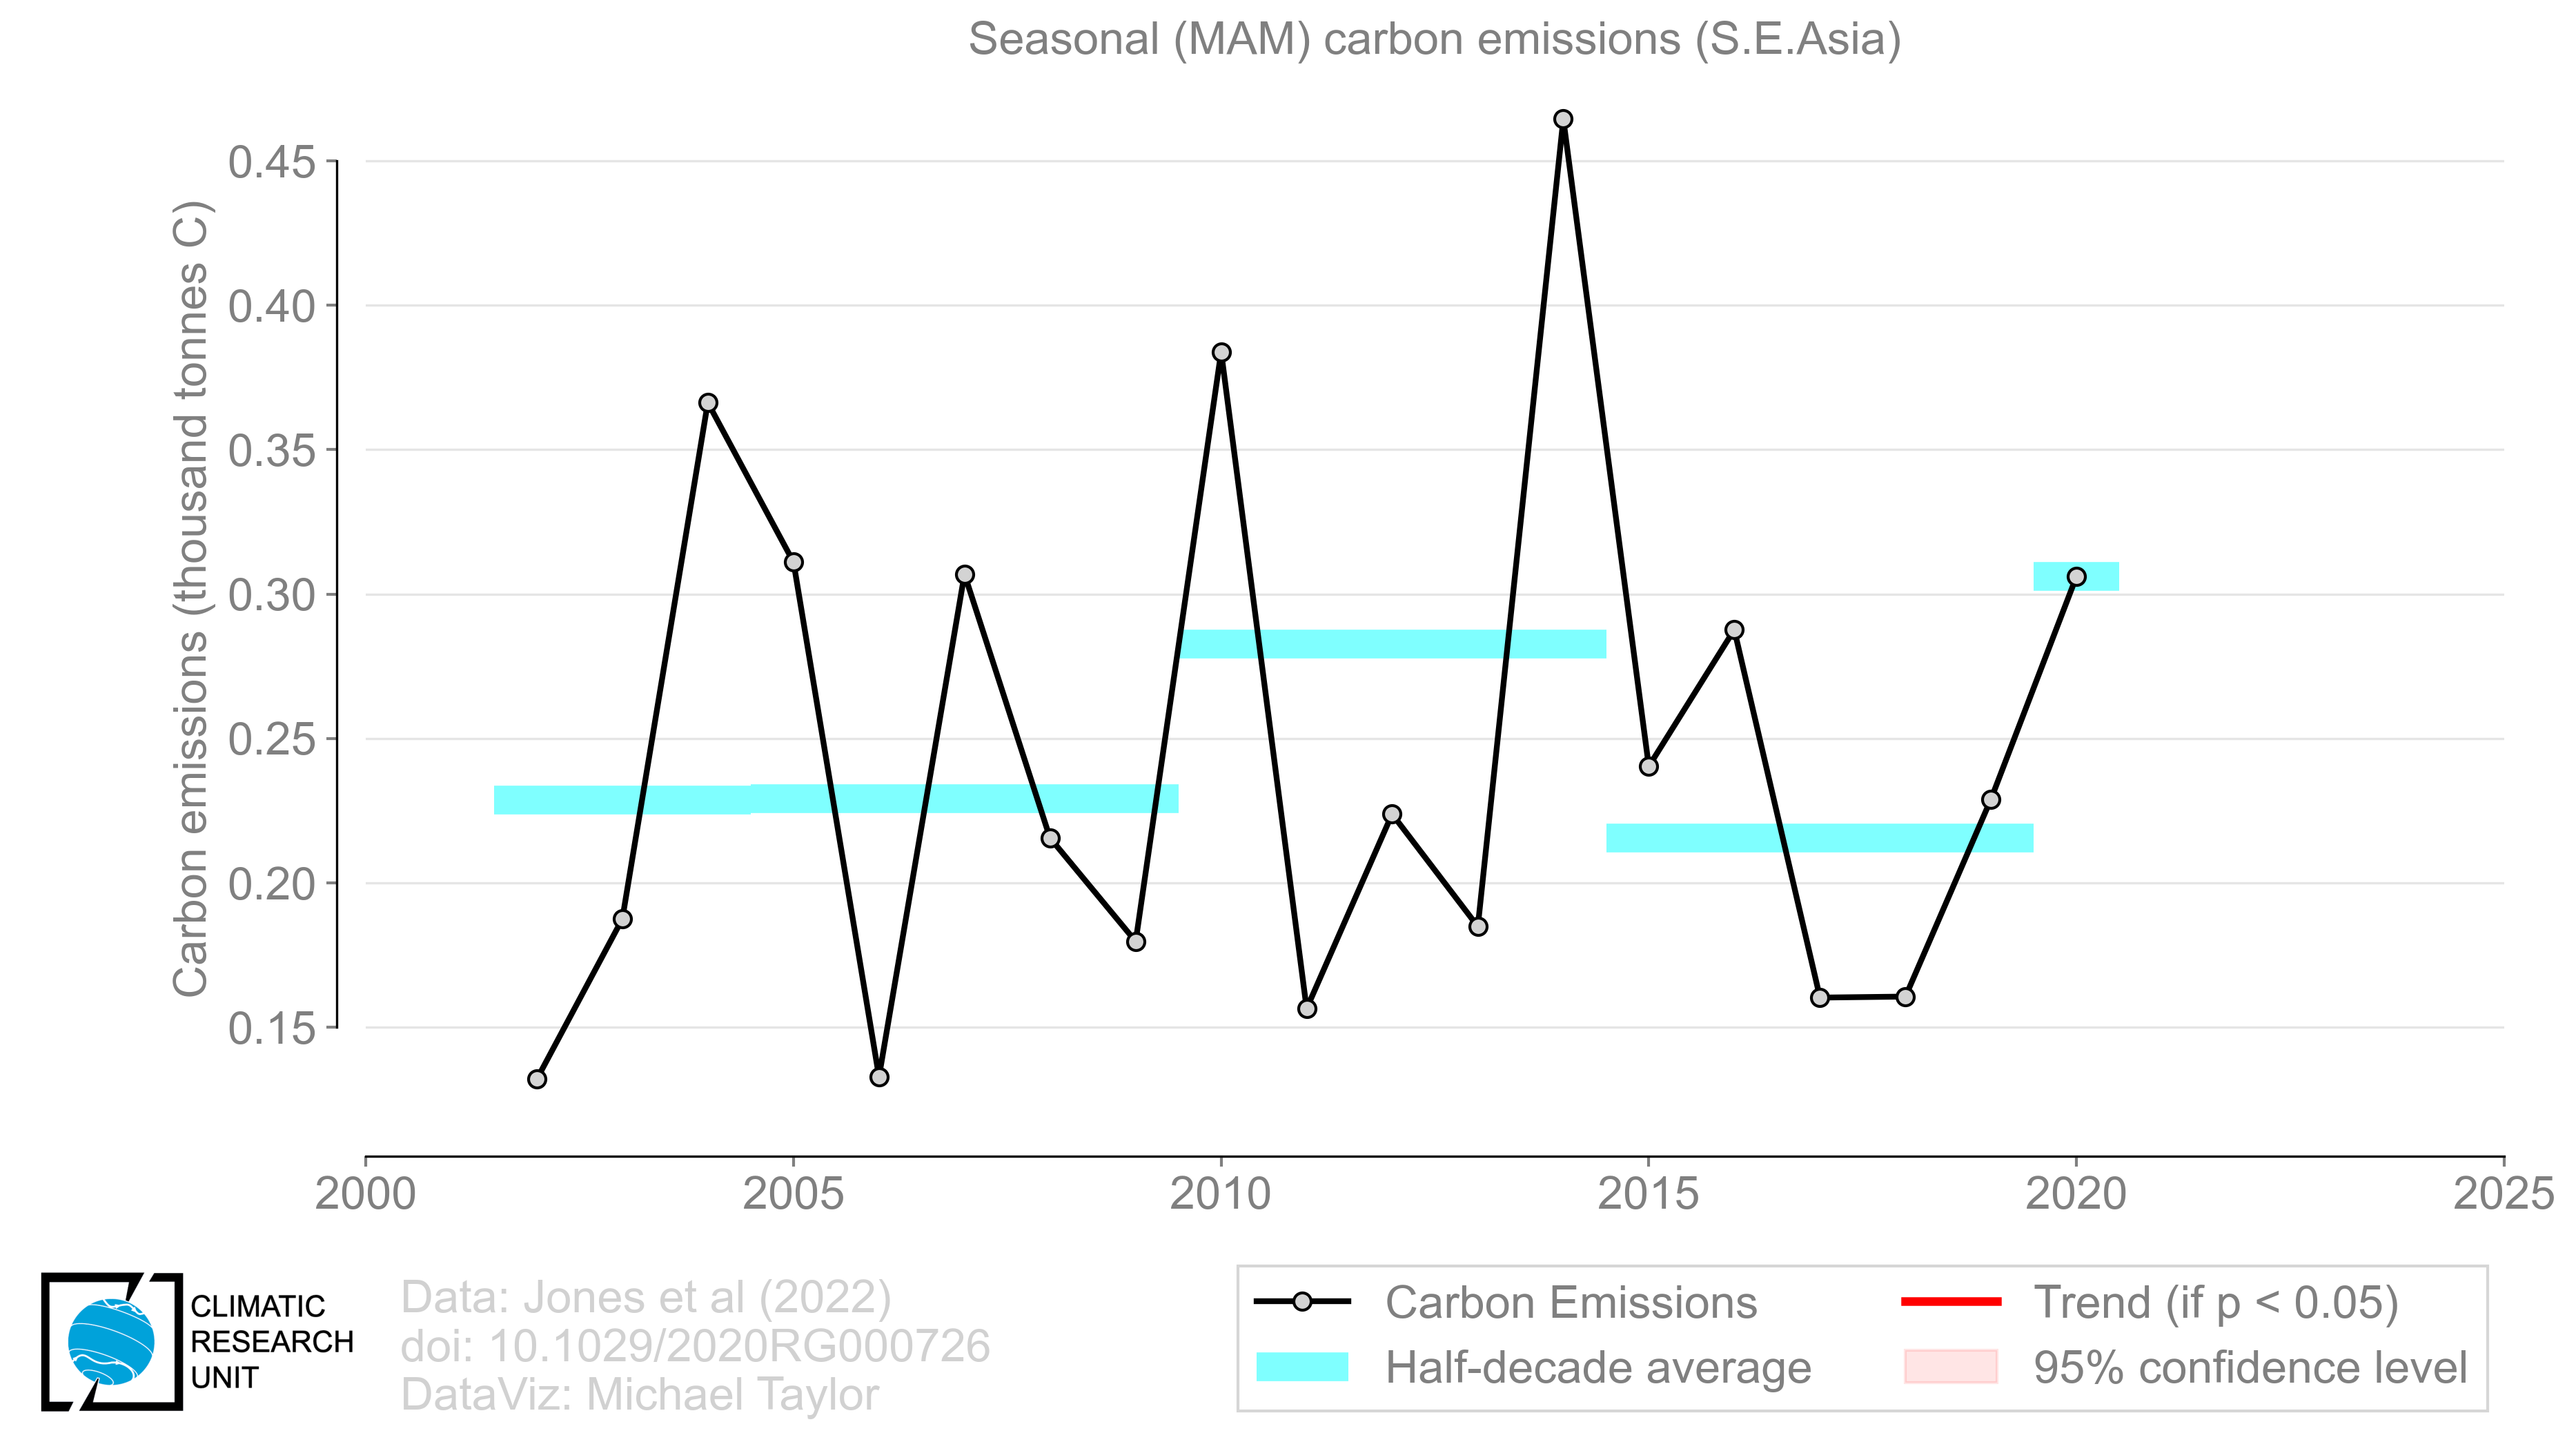 Seasonal (MAM) carbon emissions (S.E.Asia)
Carbon emissions (thousand tonnes C)
0.45
0.40
0.35
0.30
0.25
0.20
0.15
2000
2005
2010
2015
2020
2025
CLIMATIC
RESEARCH
UNIT
Data: Jones et al (2022)
doi: 10.1029/2020RG000726
DataViz: Michael Taylor
Carbon Emissions
Half-decade average
Trend (if p < 0.05)
95% confidence level